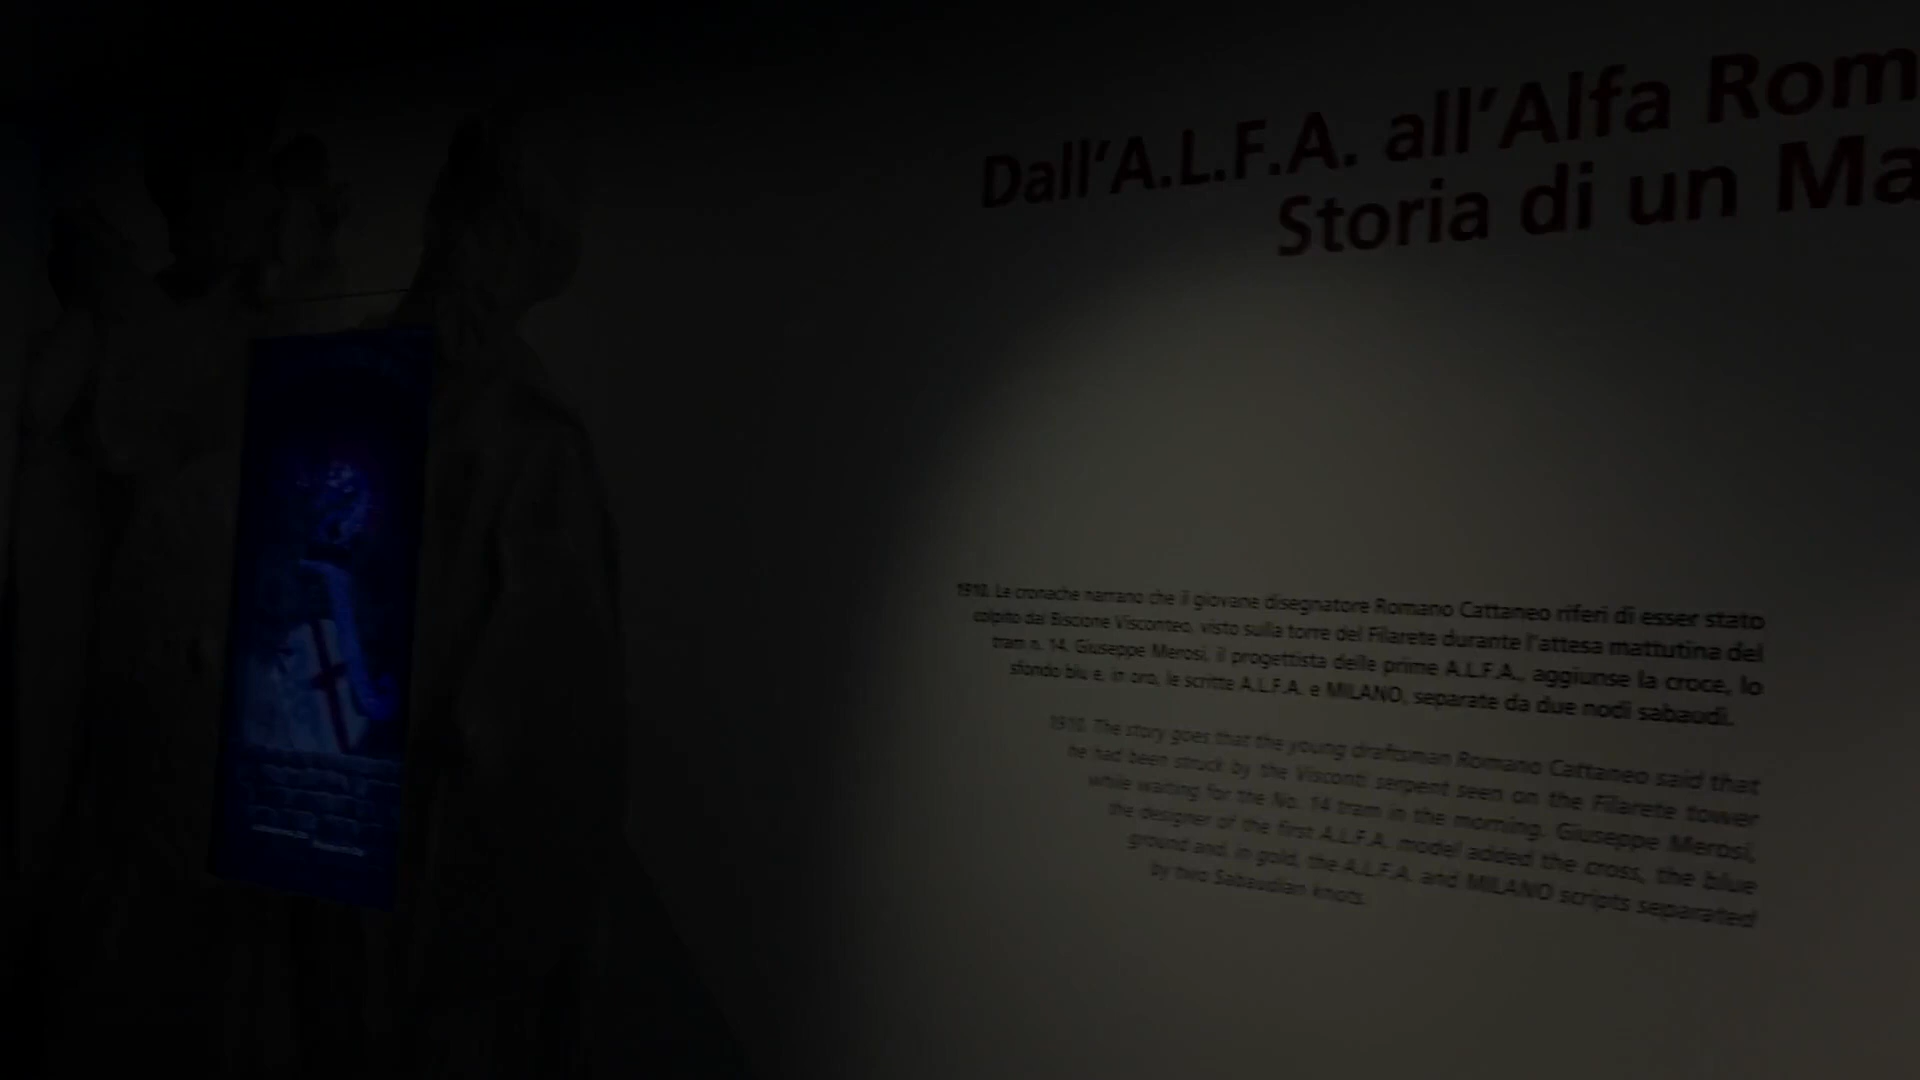 Dall'A.L.F.A. all'Alfa Rom
Storia di un Ma
1910. Le cronache narrano che il giovane disegnatore Romano Cattaneo riferì di esser stato
colpito dal Biscione Visconteo, visto sulla torre del Filarete durante l'attesa mattutina del
tram n. 14. Giuseppe Merosi, il progettista delle prime A.L.F.A., aggiunse la croce, lo
sfondo blu e, in oro, le scritte A.L.F.A. e MILANO, separate da due nodi sabaudi.
1910. The story goes that the young draftsman Romano Cattaneo said that
he had been struck by the Visconti serpent seen on the Filarete tower
while waiting for the No. 14 tram in the morning. Giuseppe Merosi,
the designer of the first A.L.F.A. model added the cross, the blue
ground and, in gold, the A.L.F.A. and MILANO scripts separated
by two Sabaudian knots.